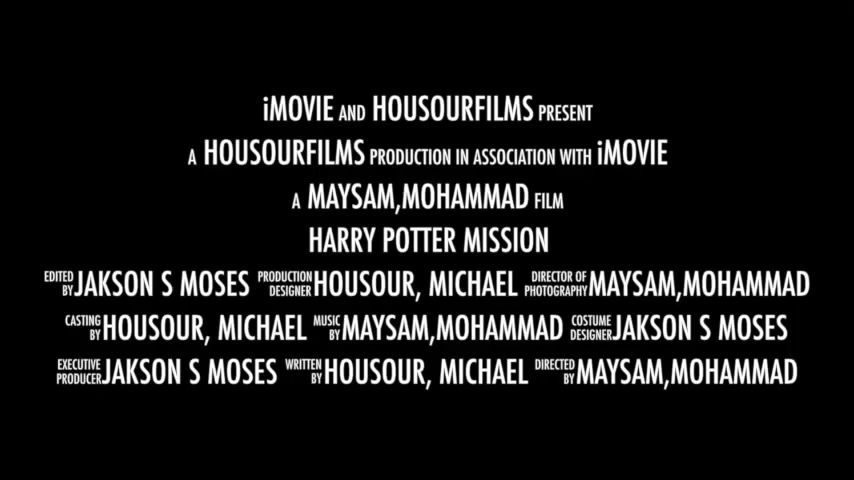 iMOVIE AND HOUSOURFILMS PRESENT
A HOUSOURFILMS PRODUCTION IN ASSOCIATION WITH iMOVIE
A MAYSAM,MOHAMMAD FILM
HARRY POTTER MISSION
EDITED BY JAKSON S MOSES PRODUCTION DESIGNER HOUSOUR, MICHAEL DIRECTOR OF PHOTOGRAPHY MAYSAM,MOHAMMAD
CASTING BY HOUSOUR, MICHAEL MUSIC BY MAYSAM,MOHAMMAD COSTUME DESIGNER JAKSON S MOSES
EXECUTIVE PRODUCER JAKSON S MOSES WRITTEN BY HOUSOUR, MICHAEL DIRECTED BY MAYSAM,MOHAMMAD